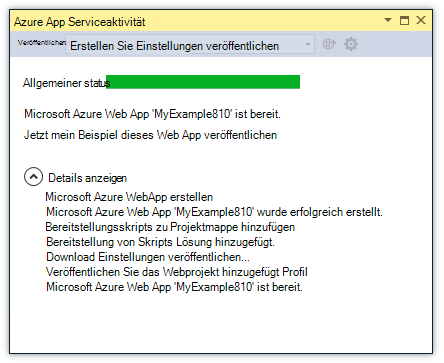 Azure App Serviceaktivität
Veröffentlichen: Erstellen Sie Einstellungen veröffentlichen
Allgemeiner status
Microsoft Azure Web App 'MyExample810' ist bereit.
Jetzt mein Beispiel dieses Web App veröffentlichen
Details anzeigen
Microsoft Azure WebApp erstellen
Microsoft Azure Web App 'MyExample810' wurde erfolgreich erstellt.
Bereitstellungsskripts zu Projektmappe hinzufügen
Bereitstellung von Skripts Lösung hinzugefügt.
Download Einstellungen veröffentlichen...
Veröffentlichen Sie das Webprojekt hinzugefügt Profil
Microsoft Azure Web App 'MyExample810' ist bereit.